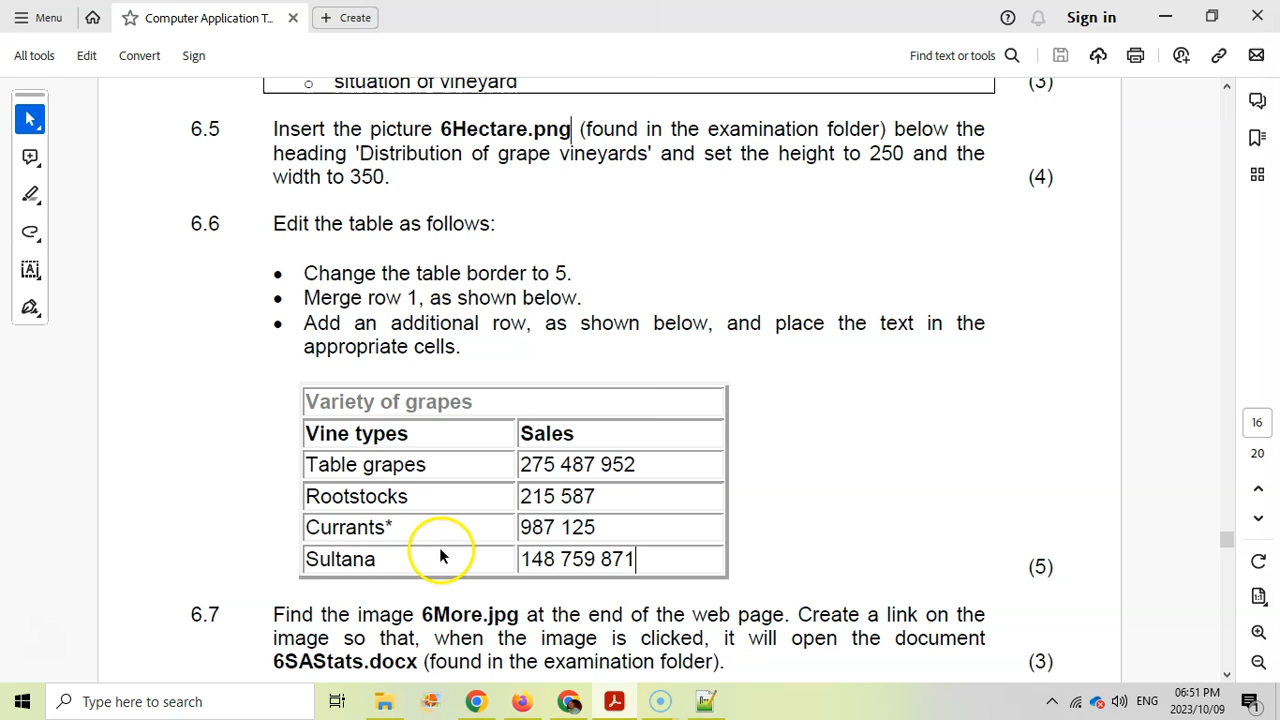 Menu
Computer Application T...
Create
Sign in
All tools
Edit
Convert
Sign
Find text or tools
situation of vineyard
(3)
6.5 Insert the picture 6Hectare.png (found in the examination folder) below the
heading 'Distribution of grape vineyards' and set the height to 250 and the
width to 350. (4)
6.6 Edit the table as follows:
• Change the table border to 5.
• Merge row 1, as shown below.
• Add an additional row, as shown below, and place the text in the
appropriate cells.
Variety of grapes
Vine types Sales
Table grapes 275 487 952
Rootstocks 215 587
Currants* 987 125
Sultana 148 759 871
(5)
6.7 Find the image 6More.jpg at the end of the web page. Create a link on the
image so that, when the image is clicked, it will open the document
6SAStats.docx (found in the examination folder). (3)
16
20
Type here to search
ENG
06:51 PM
2023/10/09
1